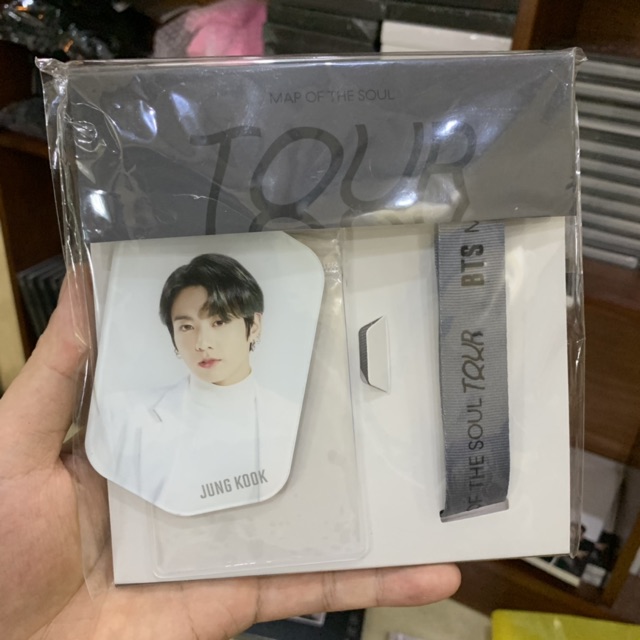 MAP OF THE SOUL
TOUR
JUNG KOOK
OF THE SOUL TOUR BTS